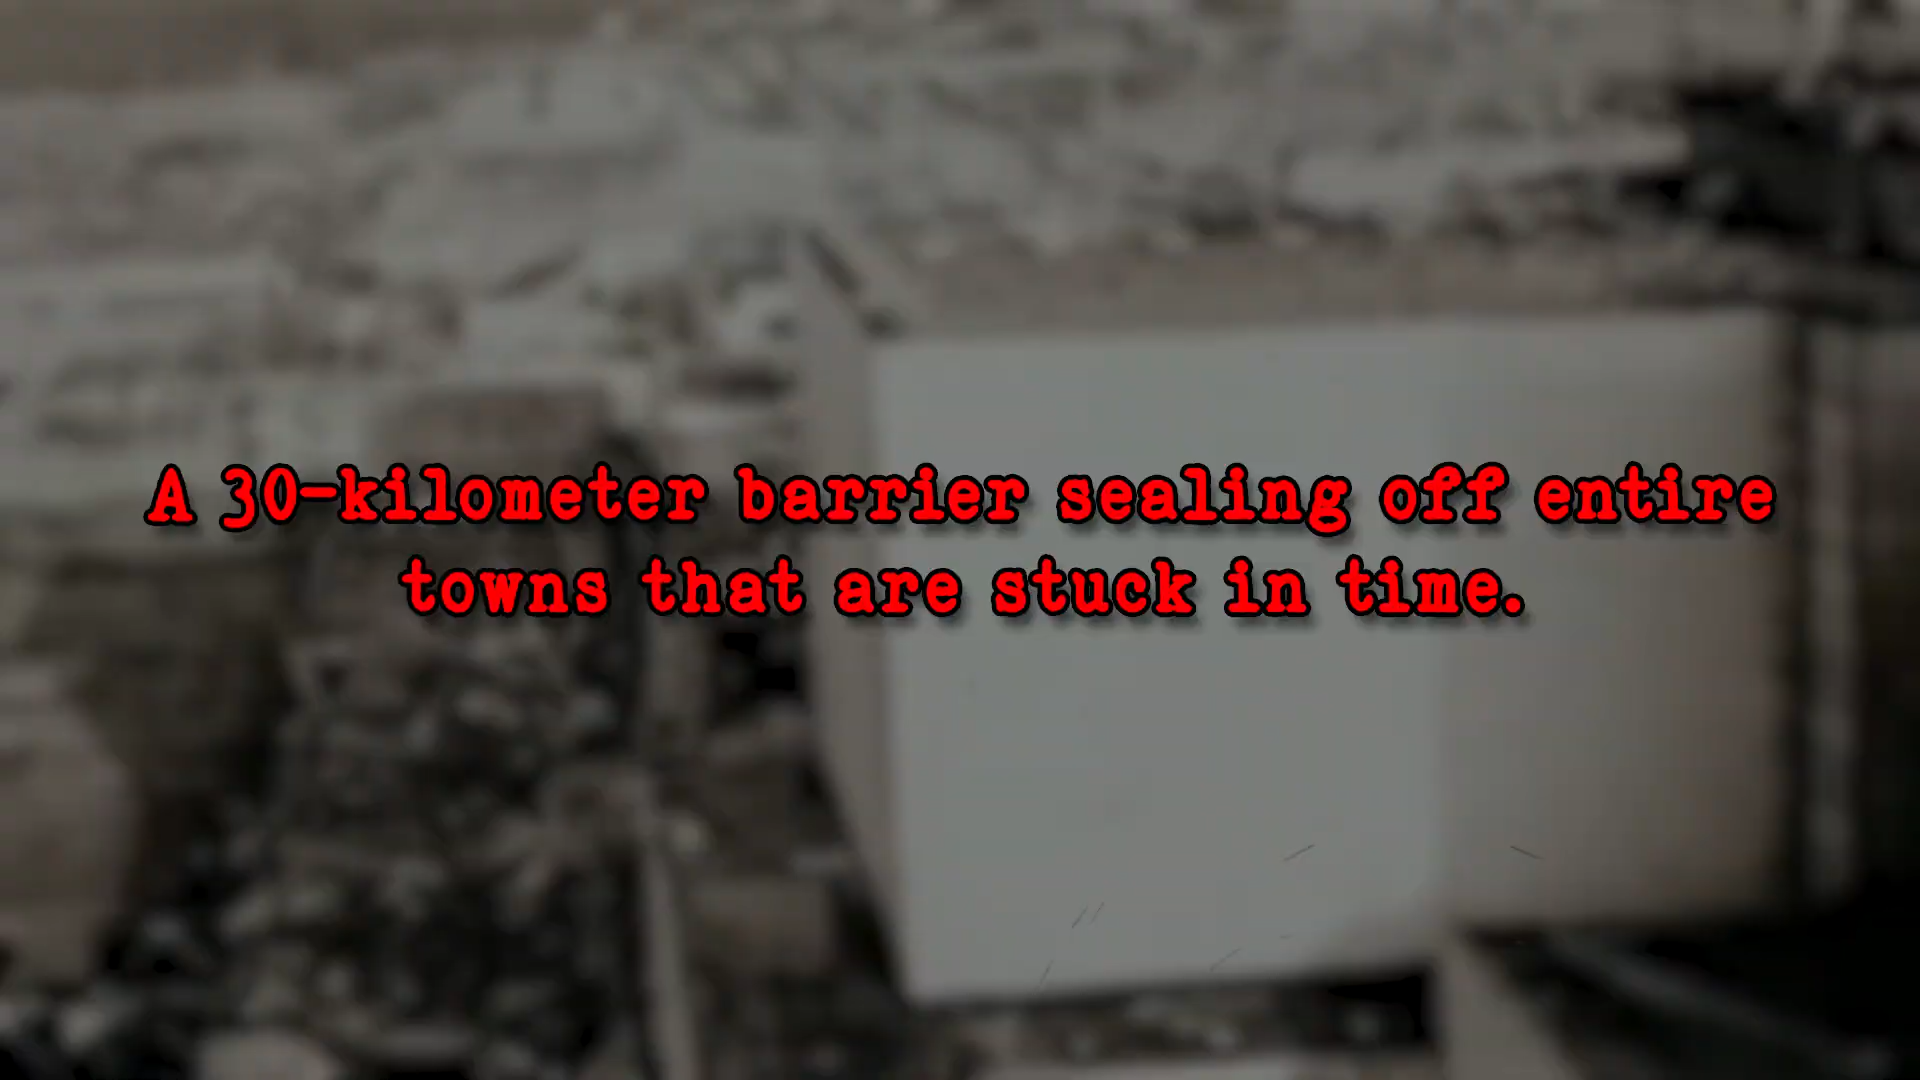 A 30-kilometer barrier sealing off entire
towns that are stuck in time.